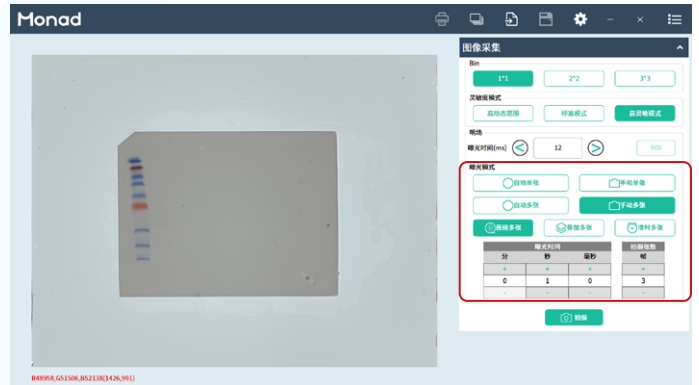 Monad
图像采集
Bin
1*1 2*2 3*3
灵敏度模式
高动态范围 标准模式 高灵敏模式
明场
曝光时间[ms] 12 ROI
曝光模式
自动单张 手动单张
自动多张 手动多张
连续多张 叠加多张 增时多张
曝光时间 拍摄张数
分 秒 毫秒 帧
+ + + +
0 1 0 3
- - - -
拍摄
R48958,G51506,B52138(1426,991)